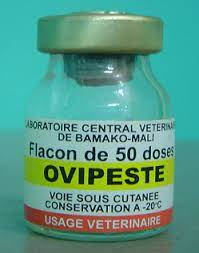 LABORATOIRE CENTRAL VETERINAIRE
DE BAMAKO-MALI
Flacon de 50 doses
OVIPESTE
VOIE SOUS CUTANEE
CONSERVATION A -20°C
USAGE VETERINAIRE